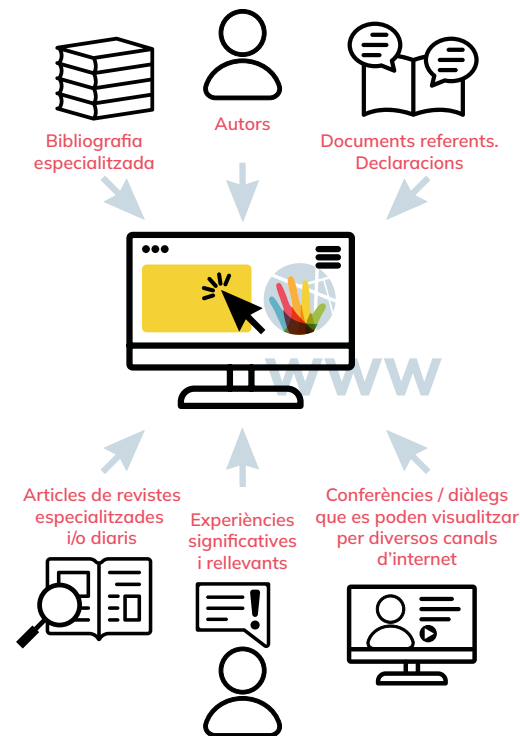 Bibliografia
especialitzada
Autors
Documents referents.
Declaracions
www
Articles de revistes
especialitzades
i/o diaris
Experiències
significatives
i rellevants
Conferències / diàlegs
que es poden visualitzar
per diversos canals
d’internet